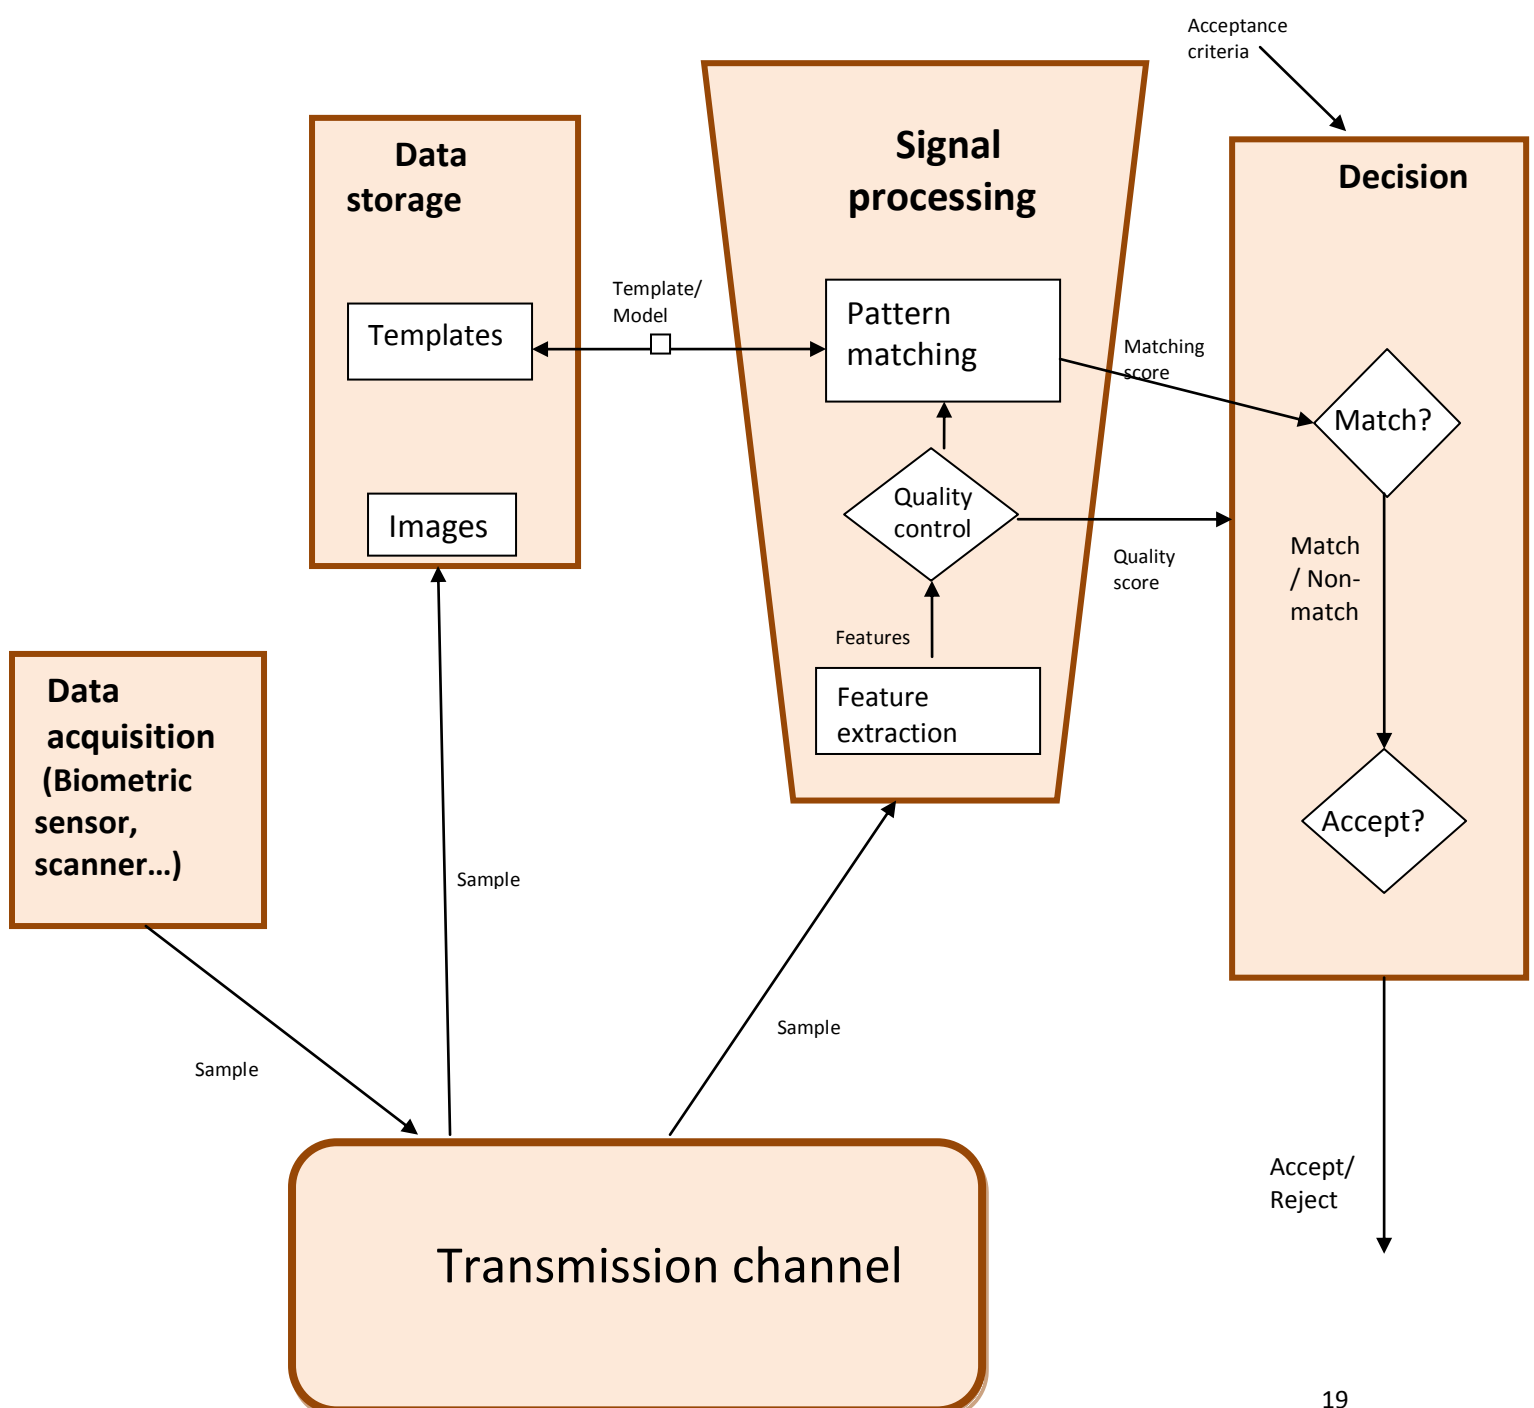 Acceptance
criteria
Data
storage
Templates
Images
Template/
Model
Signal
processing
Pattern
matching
Quality
control
Features
Feature
extraction
Matching
score
Quality
score
Decision
Match?
Match
/ Non-
match
Accept?
Data
acquisition
(Biometric
sensor,
scanner...)
Sample
Sample
Sample
Accept/
Reject
Transmission channel
19